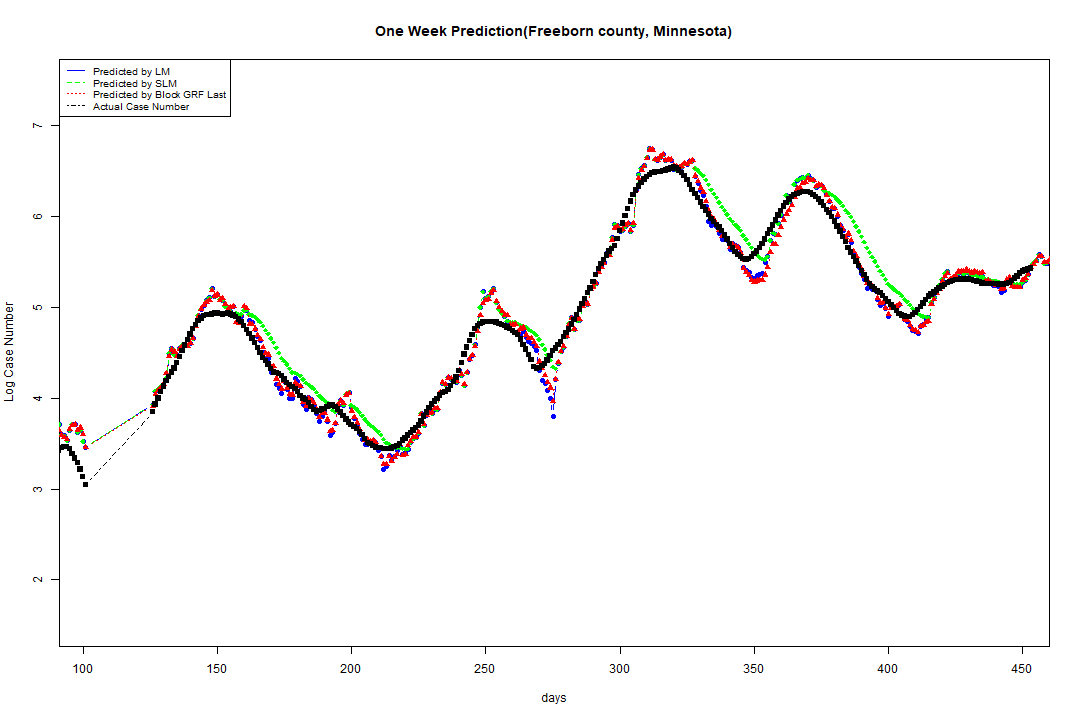 One Week Prediction(Freeborn county, Minnesota)
Predicted by LM
Predicted by SLM
Predicted by Block GRF Last
Actual Case Number
Log Case Number
7
6
5
4
3
2
100 150 200 250 300 350 400 450
days